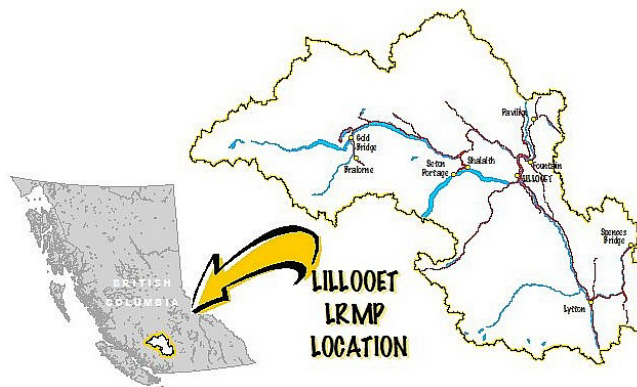 Pavilion
Gold
Bridge
Bralorne
Seton
Portage
Shalalth
Fountain
LILLOOET
Spences
Bridge
Lytton
BRITISH
COLUMBIA
LILLOOET
LRMP
LOCATION